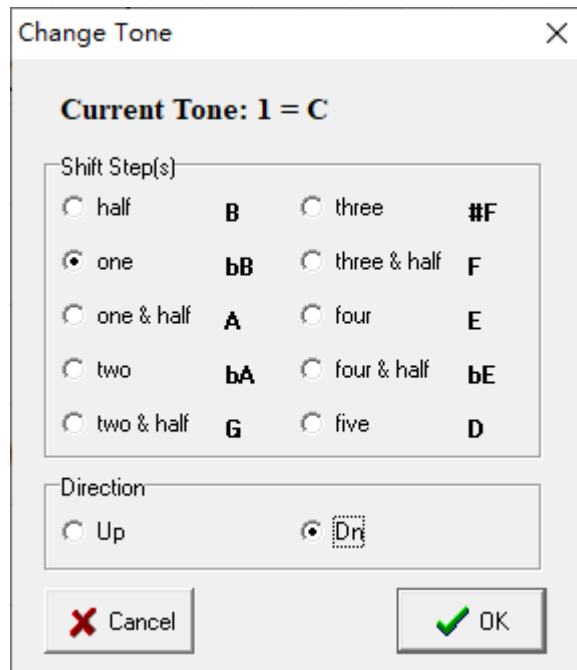 Change Tone
Current Tone: 1 = C
Shift Step(s)
half B three #F
one bB three & half F
one & half A four E
two bA four & half bE
two & half G five D
Direction
Up Dn
Cancel OK